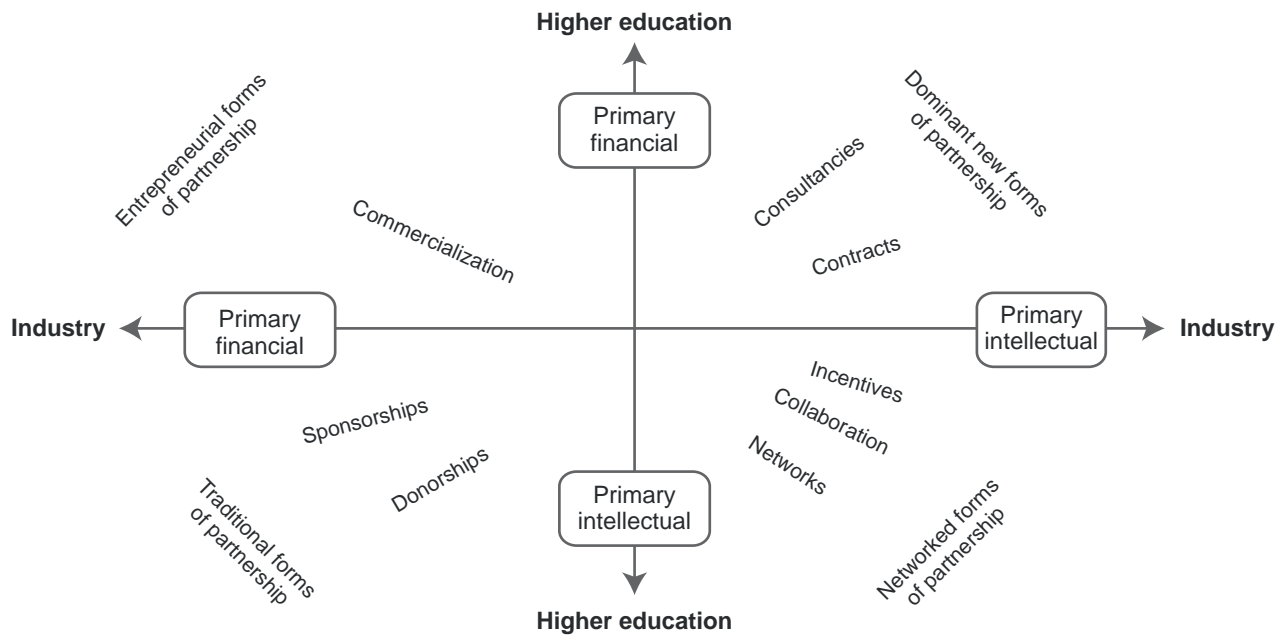 Higher education
Primary
financial
Entrepreneurial forms
of partnership
Commercialization
Consultancies
Contracts
Dominant new forms
of partnership
Industry
Primary
financial
Primary
intellectual
Industry
Sponsorships
Donorships
Traditional forms
of partnership
Primary
intellectual
Incentives
Collaboration
Networks
Networked forms
of partnership
Higher education